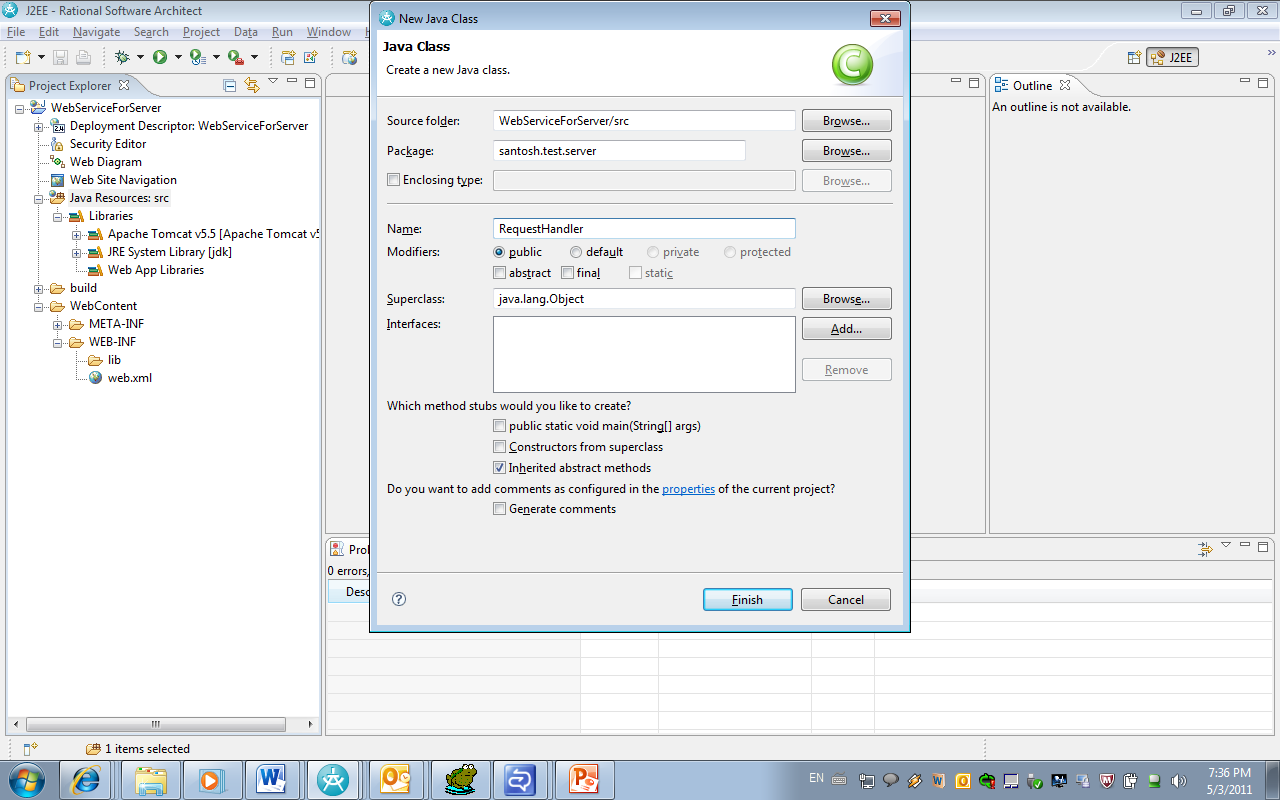 J2EE - Rational Software Architect
File Edit Navigate Search Project Data Run Window
J2EE
Project Explorer
WebServiceForServer
Deployment Descriptor: WebServiceForServer
Security Editor
Web Diagram
Web Site Navigation
Java Resources: src
Libraries
Apache Tomcat v5.5 [Apache Tomcat v5
JRE System Library [jdk]
Web App Libraries
build
WebContent
META-INF
WEB-INF
lib
web.xml
New Java Class
Java Class
Create a new Java class.
Source folder: WebServiceForServer/src Browse...
Package: santosh.test.server Browse...
Enclosing type: Browse...
Name: RequestHandler
Modifiers: public default private protected
abstract final static
Superclass: java.lang.Object Browse...
Interfaces: Add...
Remove
Which method stubs would you like to create?
public static void main(String[] args)
Constructors from superclass
Inherited abstract methods
Do you want to add comments as configured in the properties of the current project?
Generate comments
Finish Cancel
Outline
An outline is not available.
0 errors,
1 items selected
EN
7:36 PM
5/3/2011